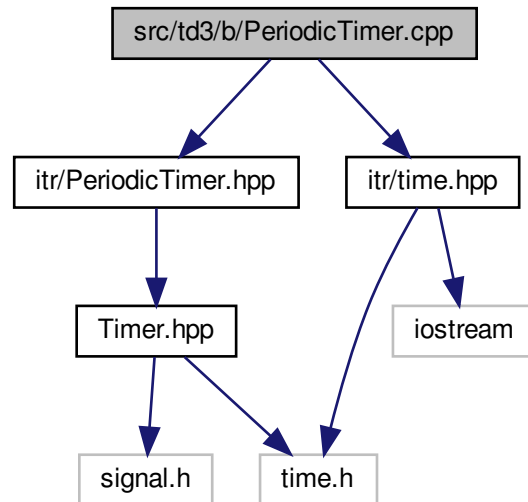 src/td3/b/PeriodicTimer.cpp
itr/PeriodicTimer.hpp
itr/time.hpp
Timer.hpp
iostream
signal.h
time.h